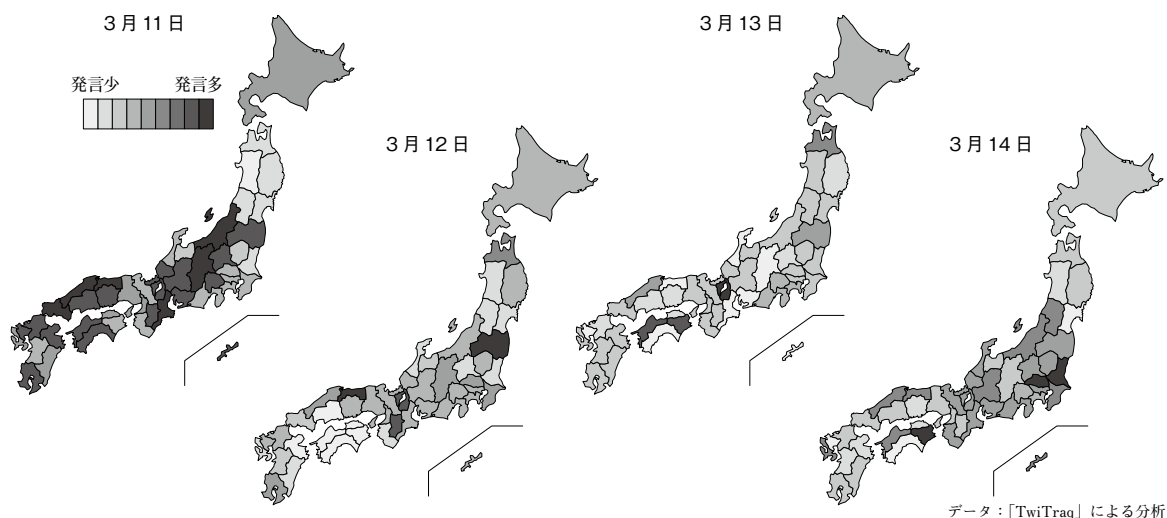 3月11日
発言少 発言多
3月12日
3月13日
3月14日
データ：「TwiTraq」による分析